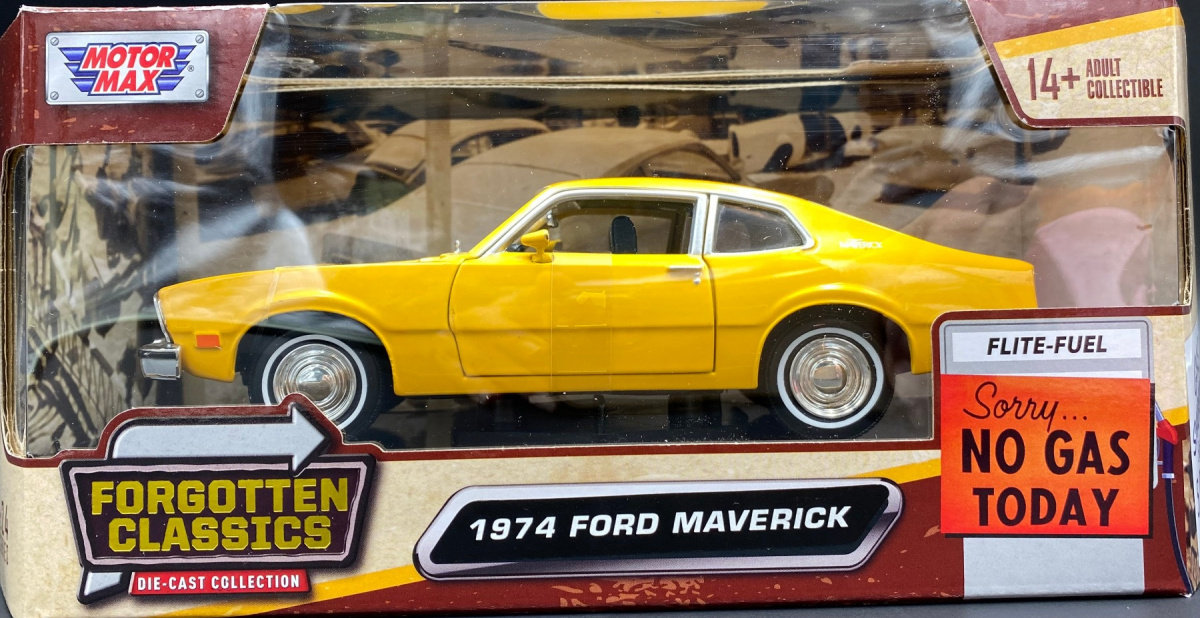 MOTOR
MAX
®
14+ ADULT
COLLECTIBLE
MAVERICK
FLITE-FUEL
Sorry...
NO GAS
TODAY
FORGOTTEN
CLASSICS
DIE-CAST COLLECTION
1974 FORD MAVERICK